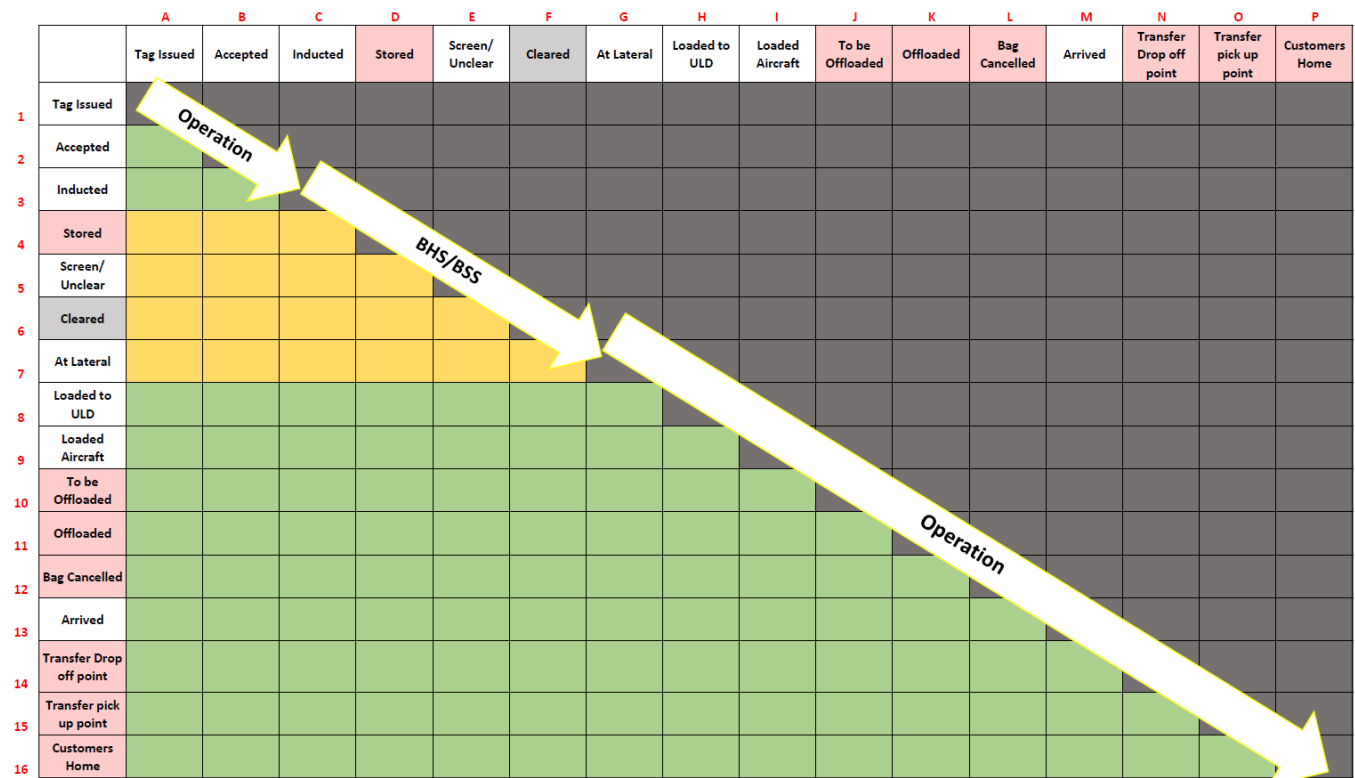 A B C D E F G H I J K L M N O P
Tag Issued Accepted Inducted Stored Screen/ Unclear Cleared At Lateral Loaded to ULD Loaded Aircraft To be Offloaded Offloaded Bag Cancelled Arrived Transfer Drop off point Transfer pick up point Customers Home
1 Tag Issued
Operation
2 Accepted
3 Inducted
4 Stored
BHS/BSS
5 Screen/
Unclear
6 Cleared
7 At Lateral
8 Loaded to
ULD
9 Loaded
Aircraft
10 To be
Offloaded
11 Offloaded
Operation
12 Bag Cancelled
13 Arrived
14 Transfer Drop
off point
15 Transfer pick
up point
16 Customers
Home